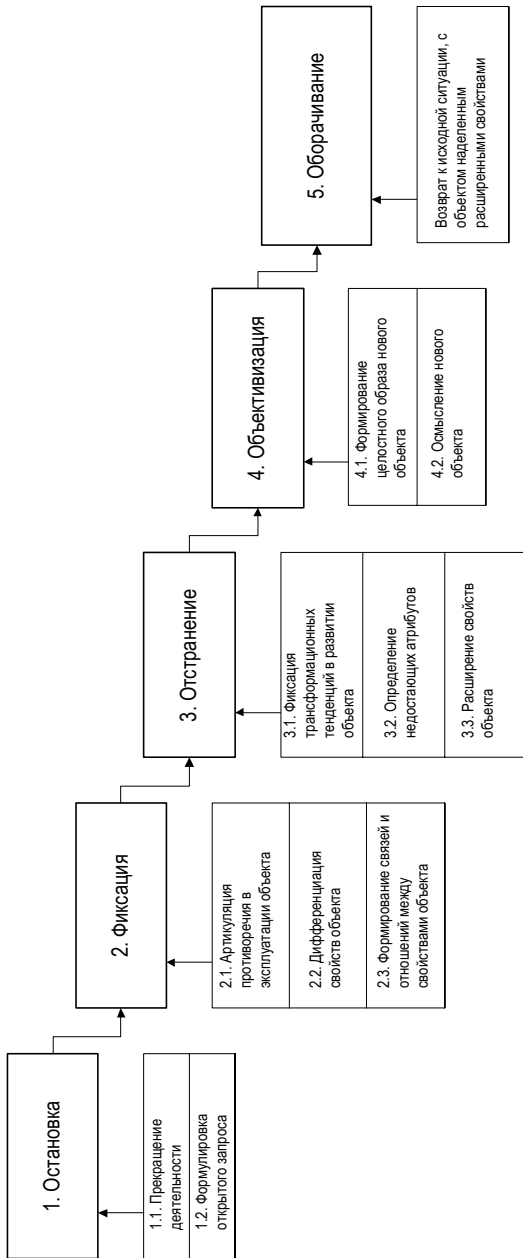 1. Остановка
1.1. Прекращение
деятельности
1.2. Формулировка
открытого запроса
2. Фиксация
2.1. Артикуляция
противоречия в
эксплуатации объекта
2.2. Дифференциация
свойств объекта
2.3. Формирование связей и
отношений между
свойствами объекта
3. Отстранение
3.1. Фиксация
трансформационных
тенденций в развитии
объекта
3.2. Определение
недостающих атрибутов
3.3. Расширение свойств
объекта
4. Объективизация
4.1. Формирование
целостного образа нового
объекта
4.2. Осмысление нового
объекта
5. Оборачивание
Возврат к исходной ситуации, с
объектом наделенным
расширенными свойствами